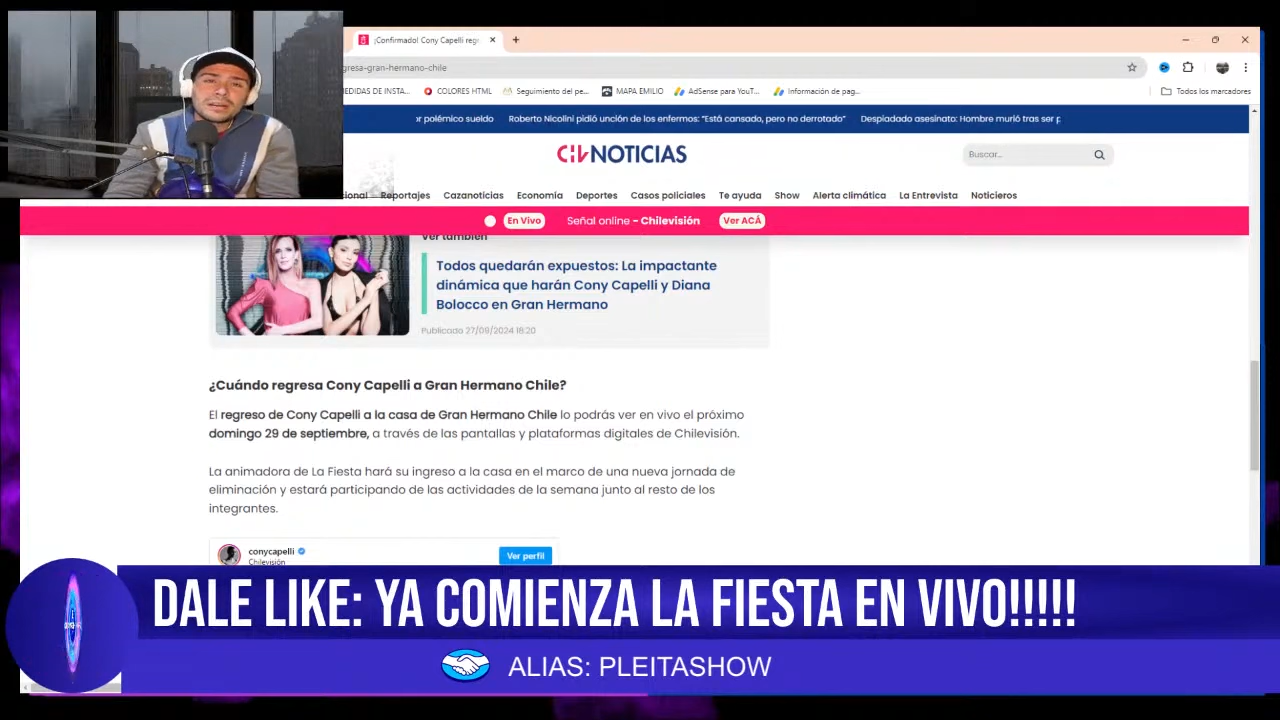 ¡Confirmado! Cony Capelli regr
gresa-gran-hermano-chile
EDIDAS DE INSTA...
COLORES HTML
Seguimiento del pe...
MAPA EMILIO
AdSense para YouT...
Información de pag...
Todos los marcadores
or polémico sueldo
Roberto Nicolini pidió unción de los enfermos: “Está cansado, pero no derrotado”
Despiadado asesinato: Hombre murió tras ser p
CHV NOTICIAS
Buscar...
cional
Reportajes
Cazanoticias
Economía
Deportes
Casos policiales
Te ayuda
Show
Alerta climática
La Entrevista
Noticieros
En Vivo
Señal online - Chilevisión
Ver ACÁ
Ver también
Todos quedarán expuestos: La impactante
dinámica que harán Cony Capelli y Diana
Bolocco en Gran Hermano
Publicado 27/09/2024 18:20
¿Cuándo regresa Cony Capelli a Gran Hermano Chile?
El regreso de Cony Capelli a la casa de Gran Hermano Chile lo podrás ver en vivo el próximo
domingo 29 de septiembre, a través de las pantallas y plataformas digitales de Chilevisión.
La animadora de La Fiesta hará su ingreso a la casa en el marco de una nueva jornada de
eliminación y estará participando de las actividades de la semana junto al resto de los
integrantes.
conycapelli
Chilevisión
Ver perfil
DALE LIKE: YA COMIENZA LA FIESTA EN VIVO!!!!!
ALIAS: PLEITASHOW